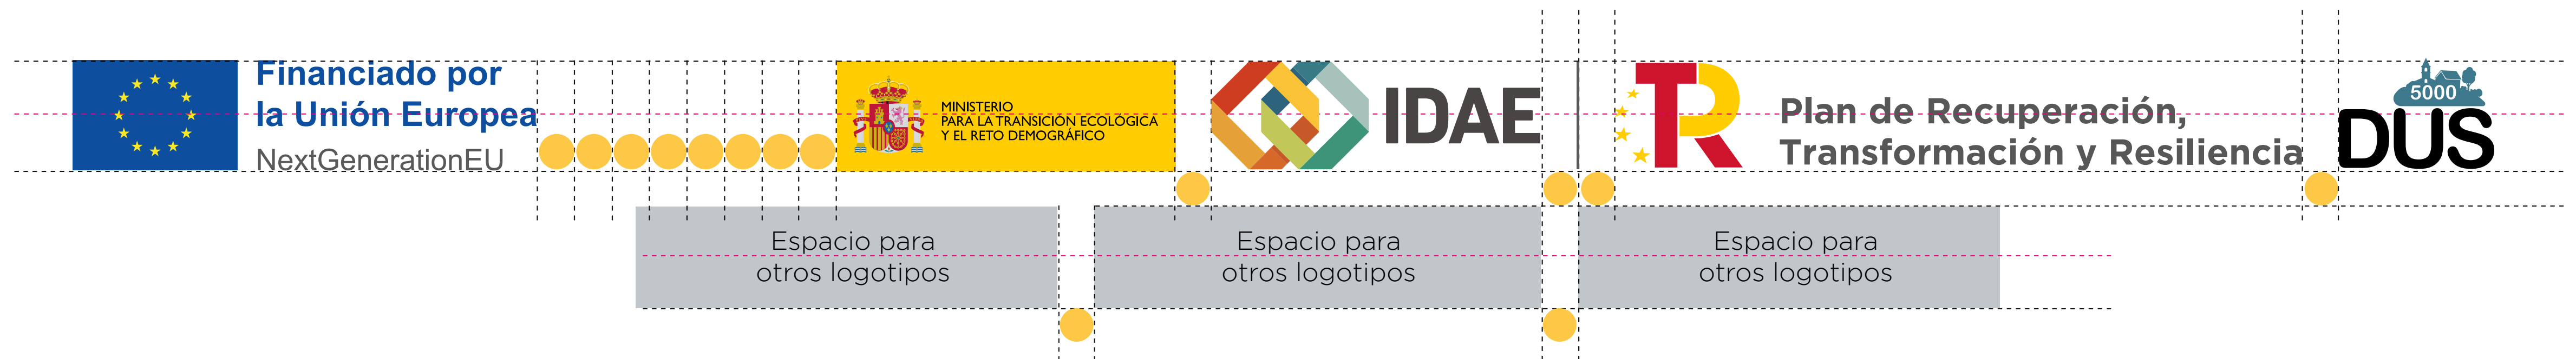 Financiado por
la Unión Europea
NextGenerationEU
MINISTERIO
PARA LA TRANSICIÓN ECOLÓGICA
Y EL RETO DEMOGRÁFICO
IDAE
Plan de Recuperación,
Transformación y Resiliencia
5000
DUS
Espacio para
otros logotipos
Espacio para
otros logotipos
Espacio para
otros logotipos